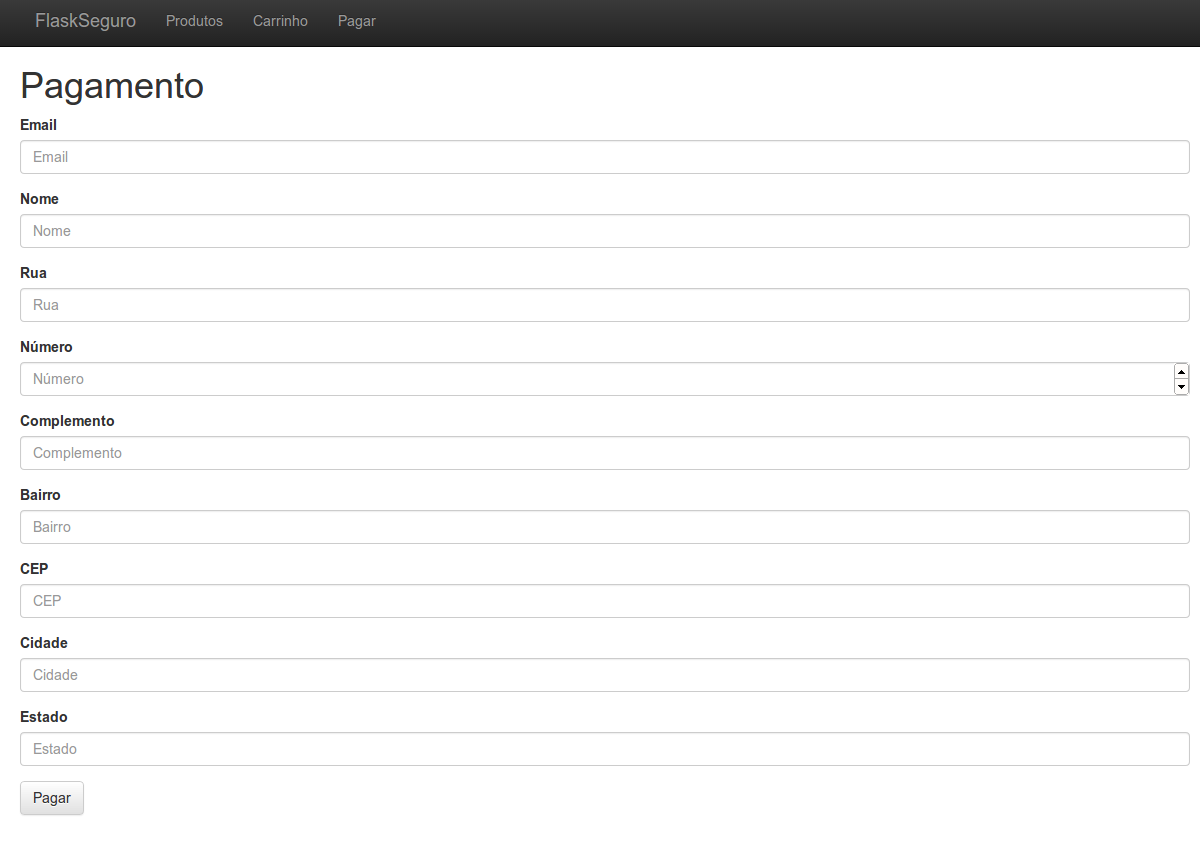 FlaskSeguro Produtos Carrinho Pagar
Pagamento
Email
Email
Nome
Nome
Rua
Rua
Número
Número
Complemento
Complemento
Bairro
Bairro
CEP
CEP
Cidade
Cidade
Estado
Estado
Pagar